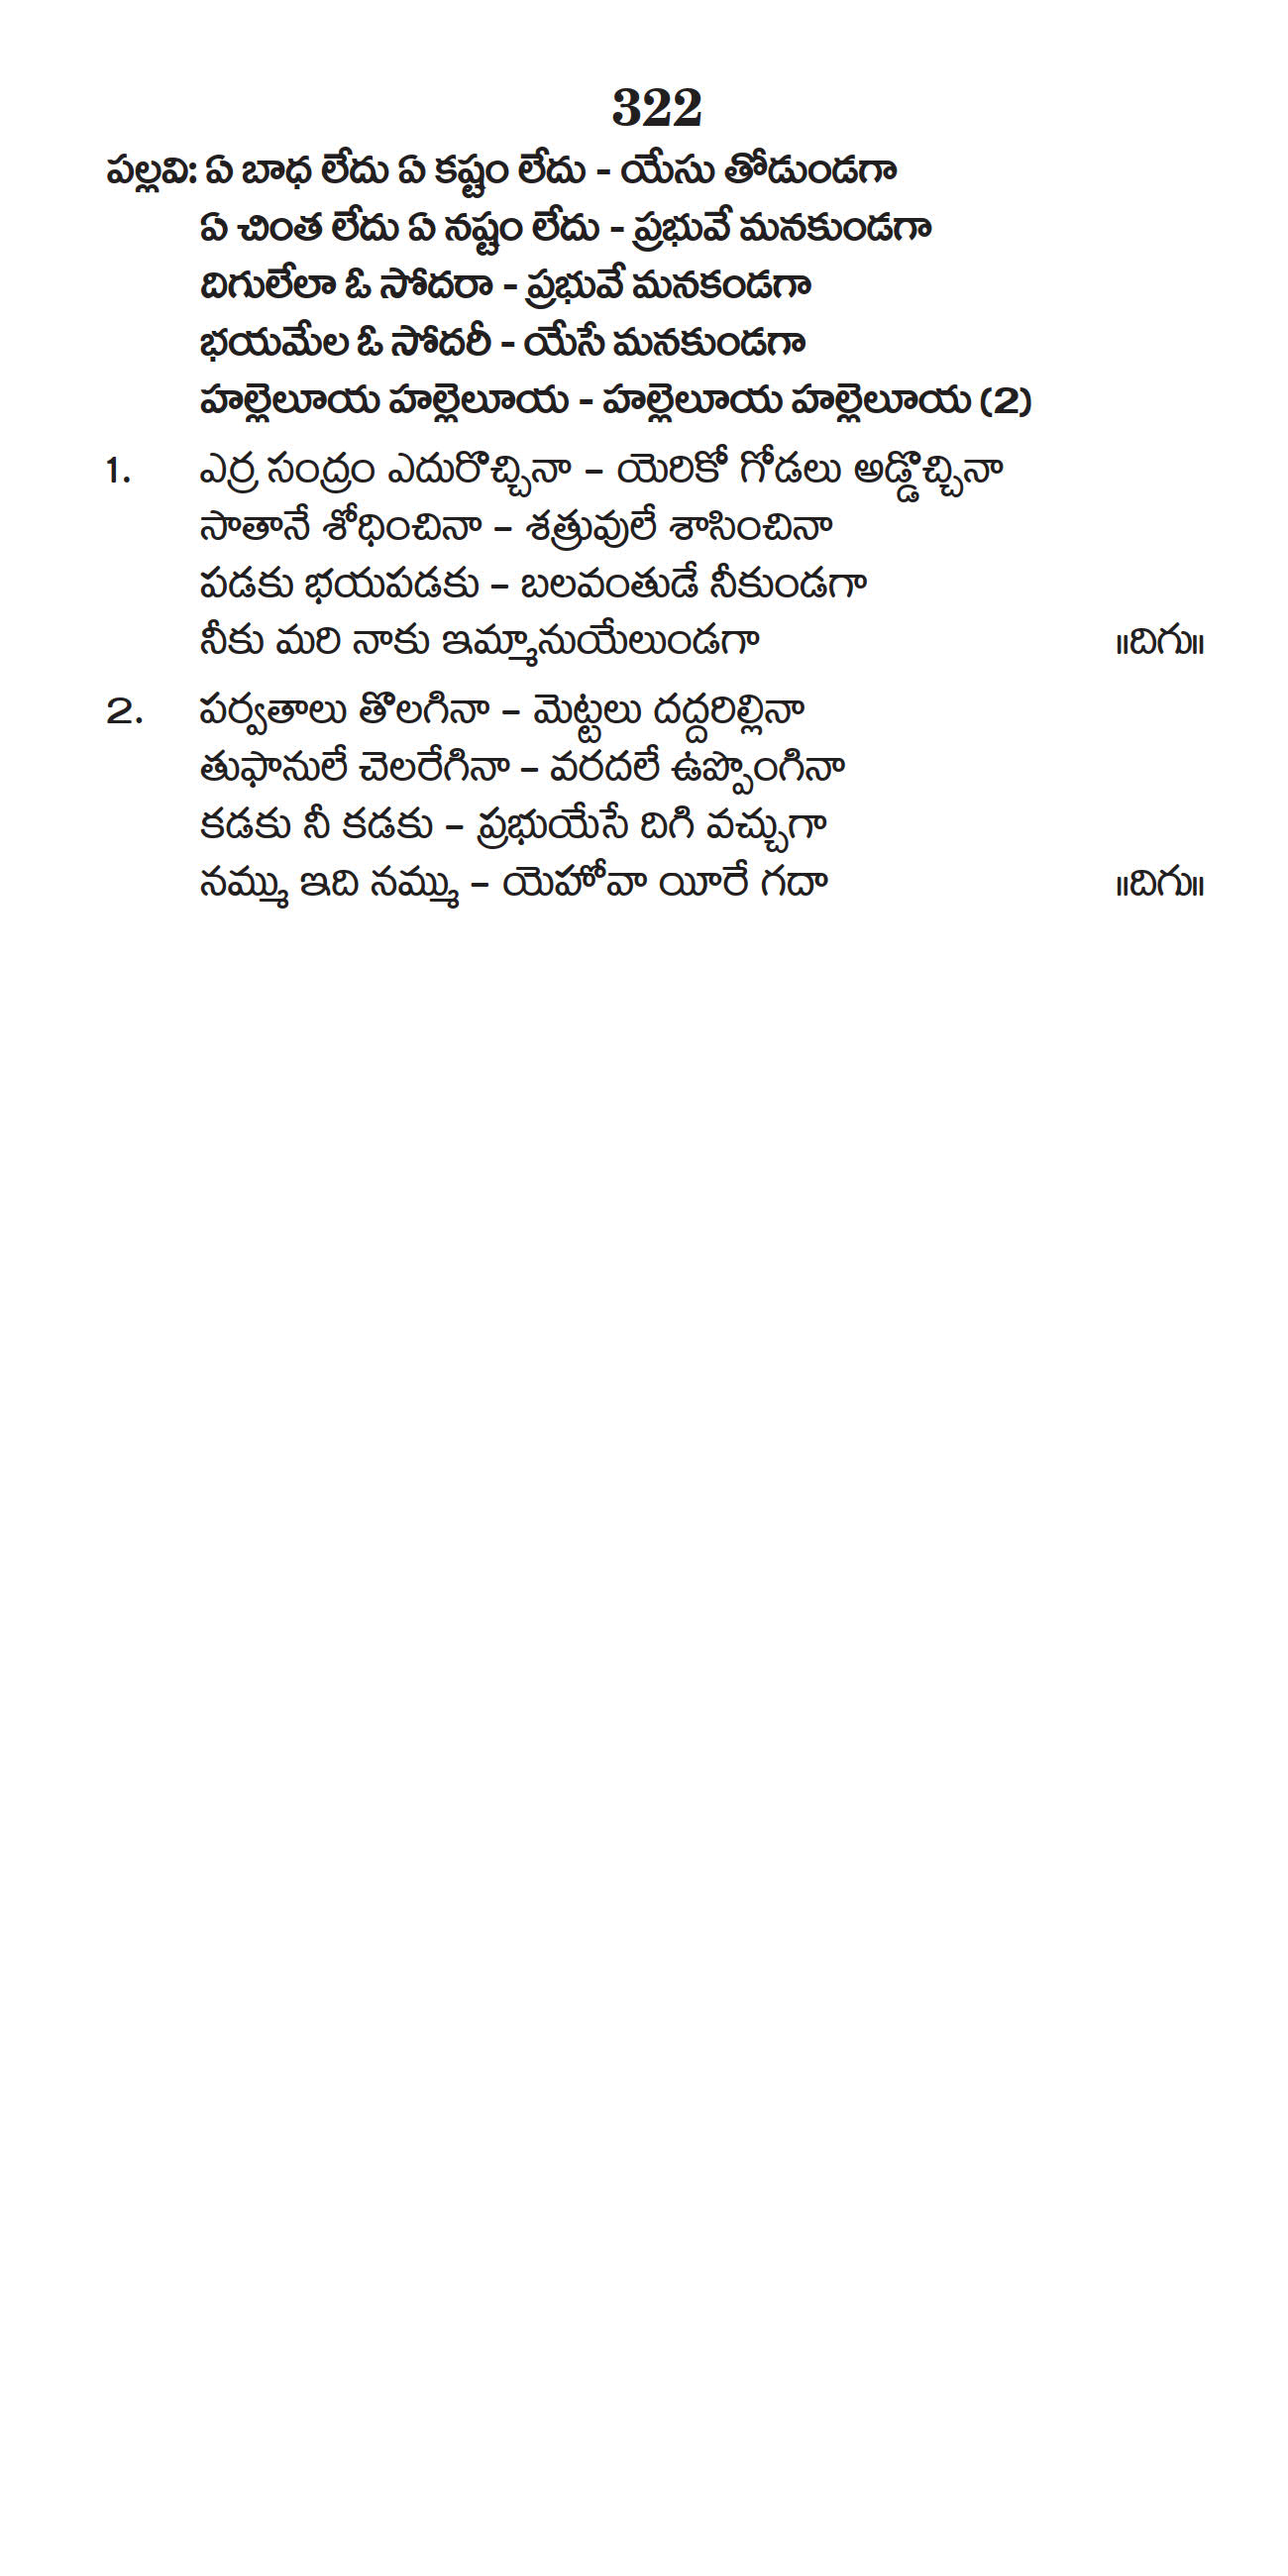 322
పల్లవి: ఏ బాధ లేదు ఏ కష్టం లేదు - యేసు తోడుండగా
ఏ చింత లేదు ఏ నష్టం లేదు - ప్రభువే మనకుండగా
దిగులేలా ఓ సోదరా - ప్రభువే మనకండగా
భయమేల ఓ సోదరీ - యేసే మనకుండగా
హల్లెలూయ హల్లెలూయ - హల్లెలూయ హల్లెలూయ (2)
1. ఎర్ర సంద్రం ఎదురొచ్చినా – యెరికో గోడలు అడ్డొచ్చినా
సాతానే శోధించినా – శత్రువులే శాసించినా
పడకు భయపడకు – బలవంతుడే నీకుండగా
నీకు మరి నాకు ఇమ్మానుయేలుండగా ॥దిగు॥
2. పర్వతాలు తొలగినా – మెట్టలు దద్దరిల్లినా
తుఫానులే చెలరేగినా – వరదలే ఉప్పొంగినా
కడకు నీ కడకు – ప్రభుయేసే దిగి వచ్చుగా
నమ్ము ఇది నమ్ము – యెహోవా యీరే గదా ॥దిగు॥